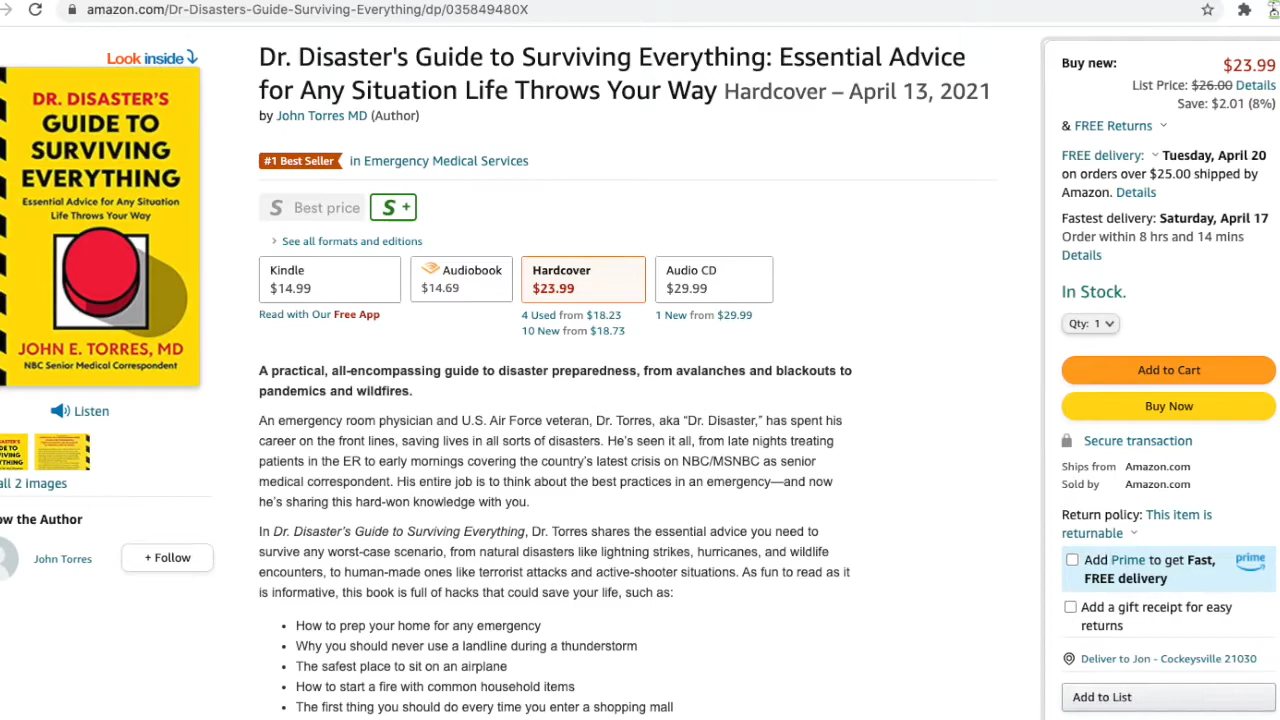 amazon.com/Dr-Disasters-Guide-Surviving-Everything/dp/035849480X
Look inside
DR. DISASTER'S
GUIDE TO
SURVIVING
EVERYTHING
Essential Advice for Any Situation
Life Throws Your Way
JOHN E. TORRES, MD
NBC Senior Medical Correspondent
Listen
all 2 images
ow the Author
John Torres
+ Follow
Dr. Disaster's Guide to Surviving Everything: Essential Advice
for Any Situation Life Throws Your Way Hardcover – April 13, 2021
by John Torres MD (Author)
#1 Best Seller in Emergency Medical Services
S Best price S +
See all formats and editions
Kindle
$14.99
Read with Our Free App
Audiobook
$14.69
Hardcover
$23.99
4 Used from $18.23
10 New from $18.73
Audio CD
$29.99
1 New from $29.99
A practical, all-encompassing guide to disaster preparedness, from avalanches and blackouts to
pandemics and wildfires.
An emergency room physician and U.S. Air Force veteran, Dr. Torres, aka “Dr. Disaster,” has spent his
career on the front lines, saving lives in all sorts of disasters. He’s seen it all, from late nights treating
patients in the ER to early mornings covering the country’s latest crisis on NBC/MSNBC as senior
medical correspondent. His entire job is to think about the best practices in an emergency—and now
he’s sharing this hard-won knowledge with you.
In Dr. Disaster’s Guide to Surviving Everything, Dr. Torres shares the essential advice you need to
survive any worst-case scenario, from natural disasters like lightning strikes, hurricanes, and wildlife
encounters, to human-made ones like terrorist attacks and active-shooter situations. As fun to read as it
is informative, this book is full of hacks that could save your life, such as:
• How to prep your home for any emergency
• Why you should never use a landline during a thunderstorm
• The safest place to sit on an airplane
• How to start a fire with common household items
• The first thing you should do every time you enter a shopping mall
Buy new: $23.99
List Price: $26.00 Details
Save: $2.01 (8%)
& FREE Returns
FREE delivery: Tuesday, April 20
on orders over $25.00 shipped by
Amazon. Details
Fastest delivery: Saturday, April 17
Order within 8 hrs and 14 mins
Details
In Stock.
Qty: 1
Add to Cart
Buy Now
Secure transaction
Ships from Amazon.com
Sold by Amazon.com
Return policy: This item is
returnable
Add Prime to get Fast, prime
FREE delivery
Add a gift receipt for easy
returns
Deliver to Jon - Cockeysville 21030
Add to List